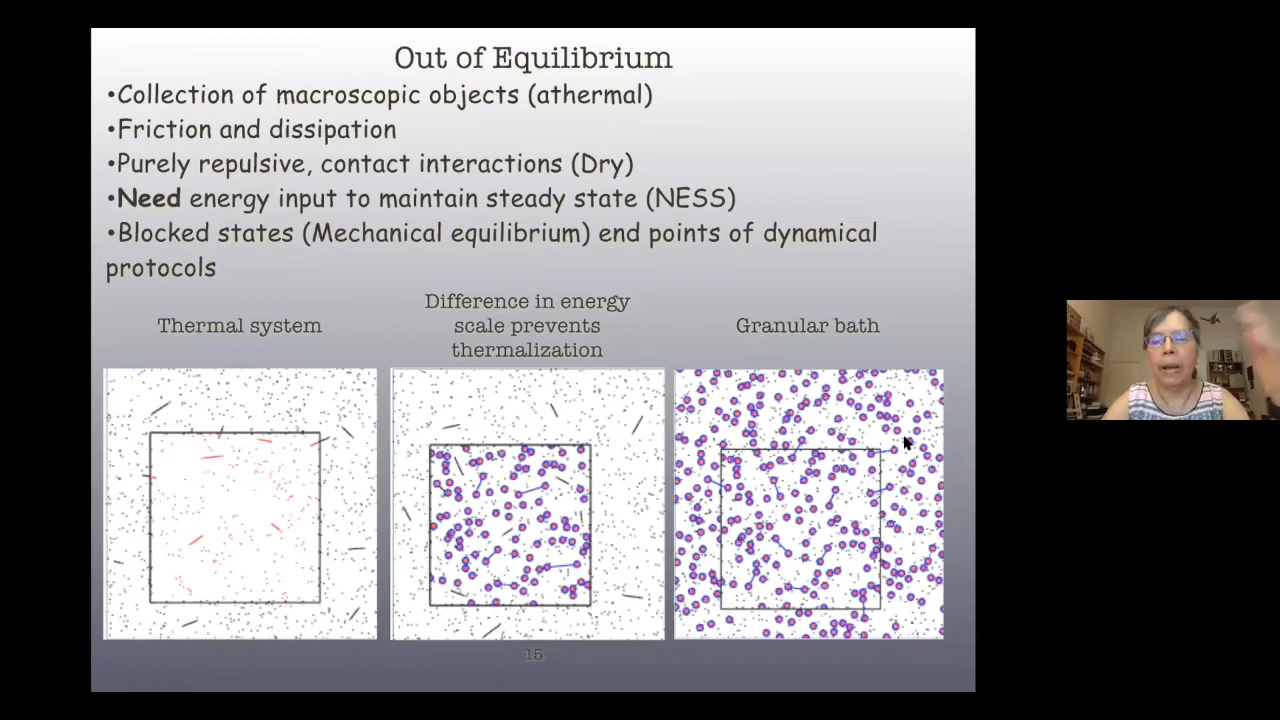 Out of Equilibrium
•Collection of macroscopic objects (athermal)
•Friction and dissipation
•Purely repulsive, contact interactions (Dry)
•Need energy input to maintain steady state (NESS)
•Blocked states (Mechanical equilibrium) end points of dynamical
protocols
Thermal system
Difference in energy
scale prevents
thermalization
Granular bath
15